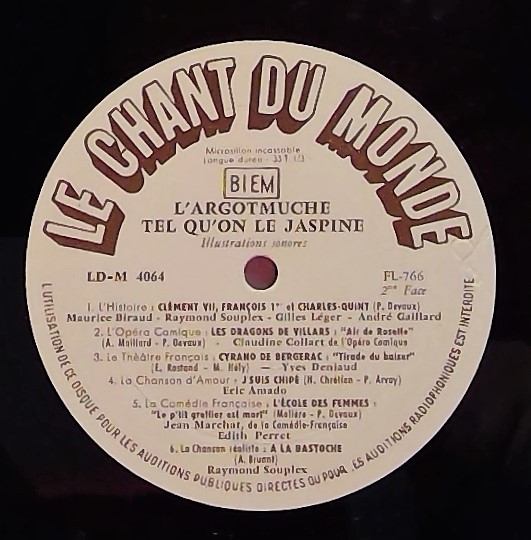 LE CHANT DU MONDE
Microsillon incassable
Longue durée - 33 T. 1/3
BIEM
L'ARGOTMUCHE
TEL QU'ON LE JASPINE
Illustrations sonores
LD-M 4064
FL-766
2me Face
1. L'Histoire : CLÉMENT VII, FRANÇOIS 1er et CHARLES-QUINT (P. Devaux)
Maurice Biraud - Raymond Souplex - Gilles Léger - André Gaillard
2. L'Opéra Comique : LES DRAGONS DE VILLARS : "Air de Roselle"
(A. Maillard - P. Devaux) - Claudine Collart de l'Opéra Comique
3. Le Théâtre Français : CYRANO DE BERGERAC : "Tirade du baiser"
(E. Rostand - M. Hély) — Yves Deniaud
4. La Chanson d'Amour : J'SUIS CHIPÉ (H. Chrétien - P. Arvay)
Eric Amado
5. La Comédie Française : L'ÉCOLE DES FEMMES :
"Le p'tit greffier est mort" (Molière - P. Devaux)
Jean Marchat, de la Comédie-Française
Edith Perret
6. La Chanson réaliste : A LA BASTOCHE
(A. Bruant)
Raymond Souplex
L'UTILISATION DE CE DISQUE POUR LES AUDITIONS PUBLIQUES DIRECTES OU POUR LES AUDITIONS RADIOPHONIQUES EST INTERDITE